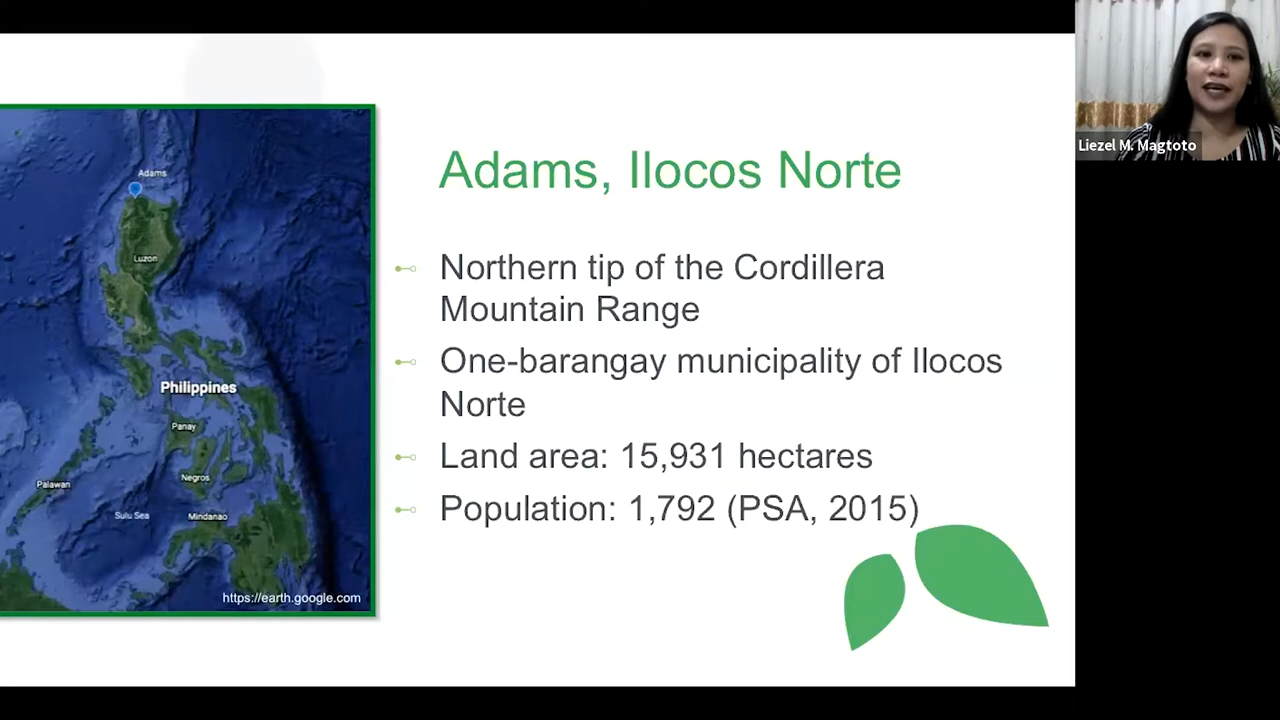 Adams
Luzon
Philippines
Panay
Negros
Palawan
Sulu Sea
Mindanao
https://earth.google.com
Adams, Ilocos Norte
Northern tip of the Cordillera
Mountain Range
One-barangay municipality of Ilocos
Norte
Land area: 15,931 hectares
Population: 1,792 (PSA, 2015)
Liezel M. Magtoto